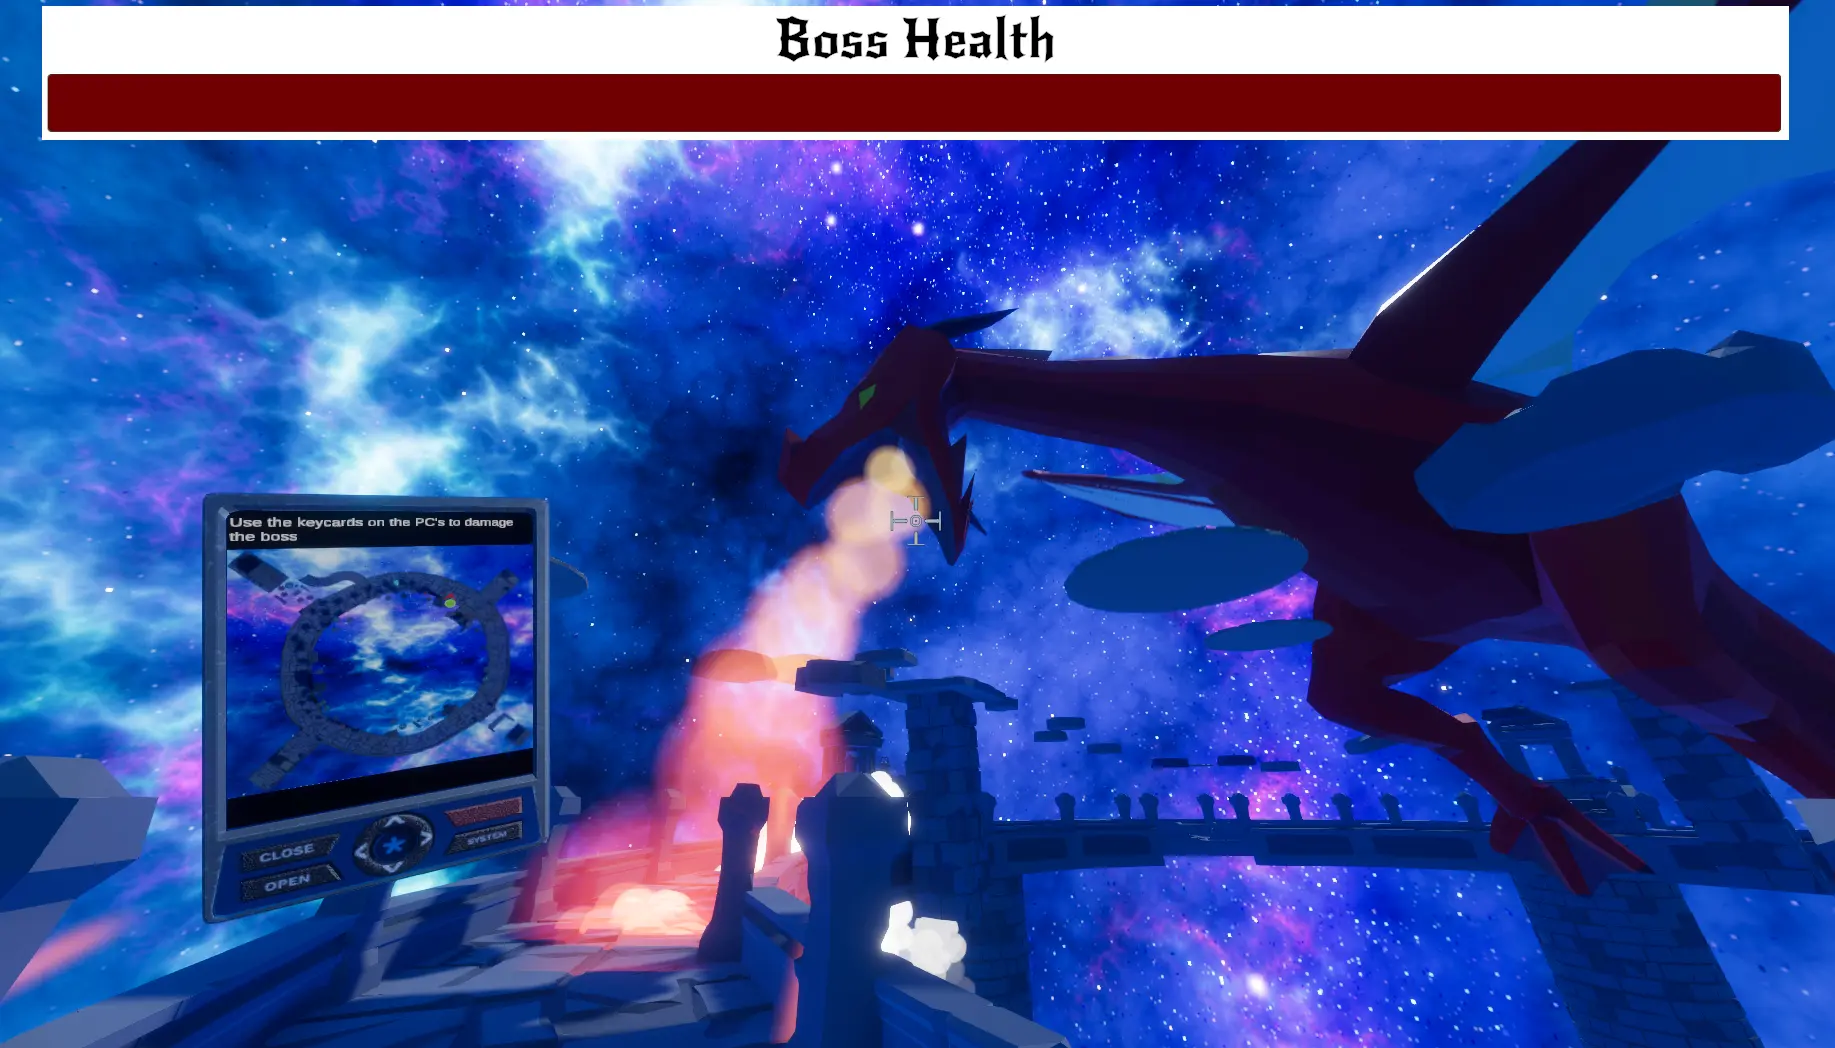 Boss Health
Use the keycards on the PC's to damage
the boss
CLOSE
SYSTEM
OPEN